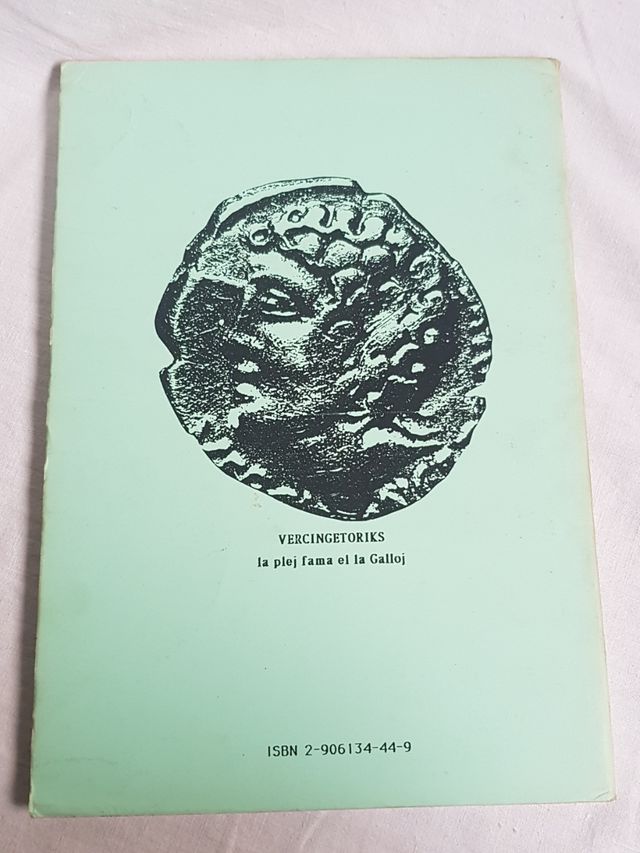 VERCINGETORIKS
la plej fama el la Galloj
ISBN 2-906134-44-9